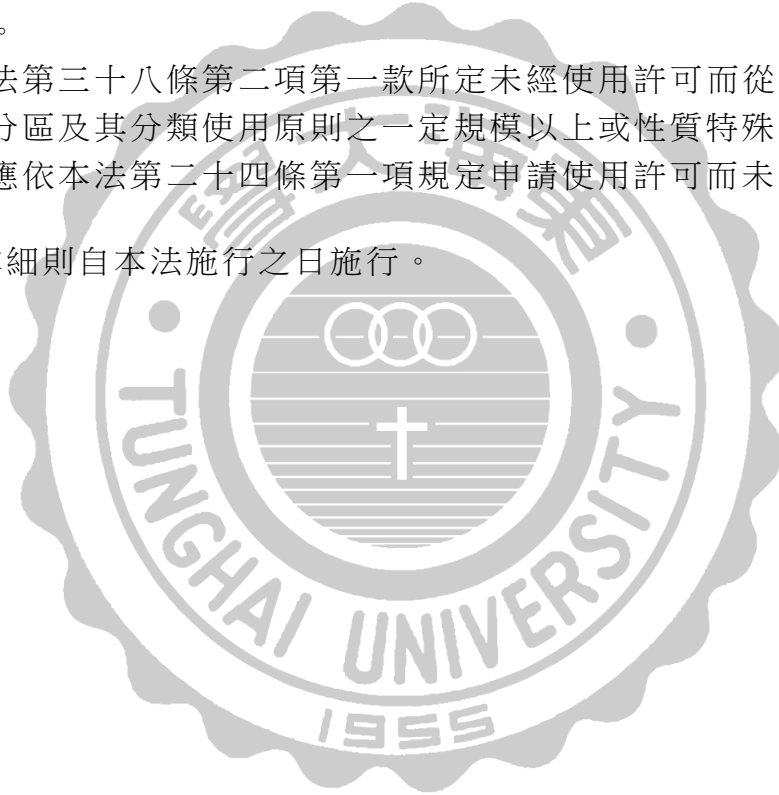 。
法第三十八條第二項第一款所定未經使用許可而從
分區及其分類使用原則之一定規模以上或性質特殊
應依本法第二十四條第一項規定申請使用許可而未
細則自本法施行之日施行。
東海大學
TUNGHAI UNIVERSITY
1955